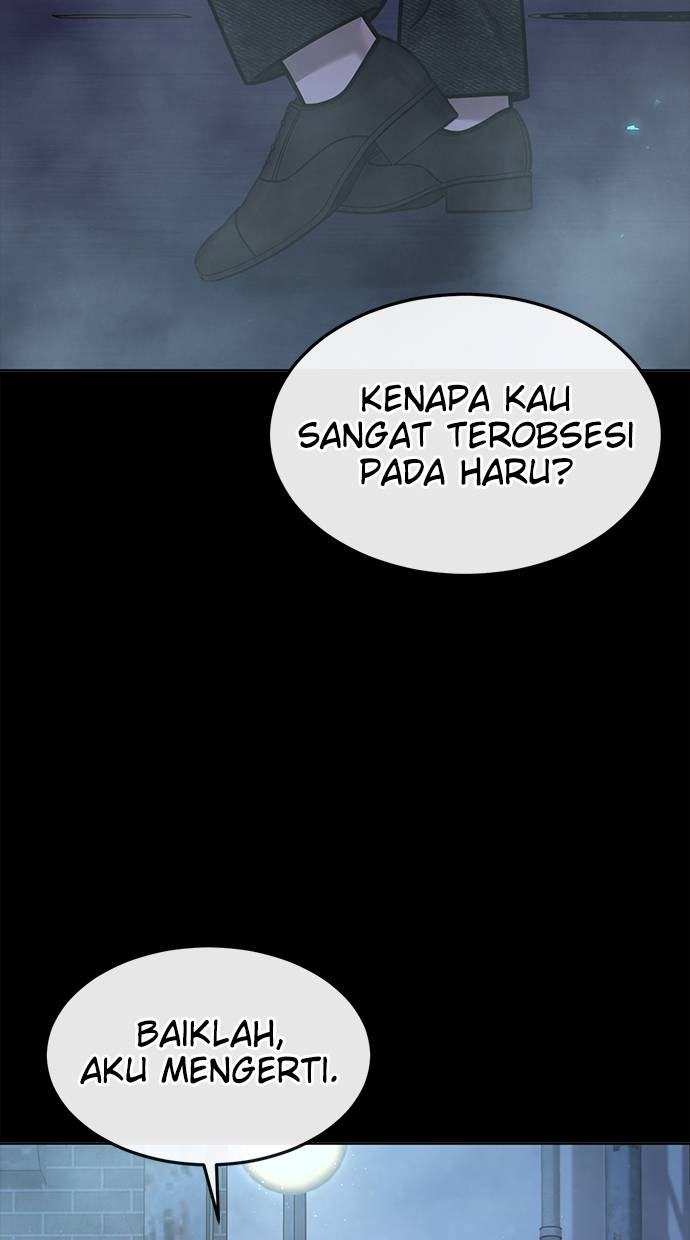 KENAPA KAU
SANGAT TEROBSESI
PADA HARU?
BAIKLAH,
AKU MENGERTI.